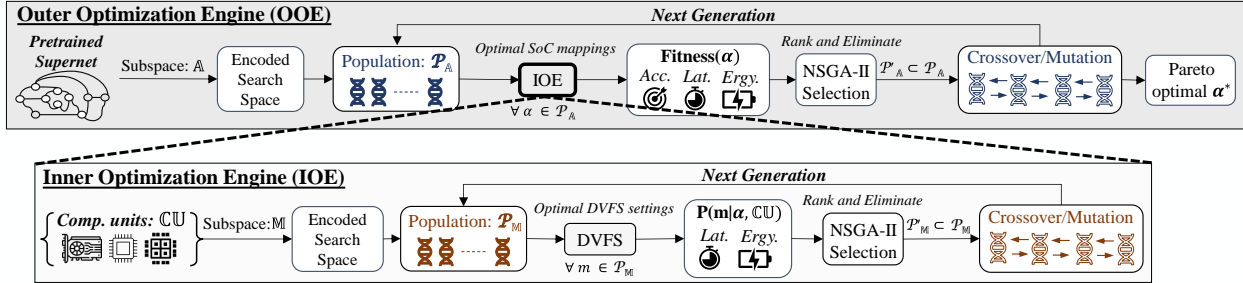 Outer Optimization Engine (OOE)
Next Generation
Pretrained
Supernet
Subspace: 𝔸
Encoded
Search
Space
Population: 𝓟𝔸
Optimal SoC mappings
IOE
∀ α ∈ 𝒫𝔸
Fitness(α)
Acc. Lat. Ergy.
Rank and Eliminate
NSGA-II
Selection
𝒫′𝔸 ⊂ 𝒫𝔸
Crossover/Mutation
Pareto
optimal α*
Inner Optimization Engine (IOE)
Next Generation
Comp. units: ℂ𝕌
Subspace:𝕄
Encoded
Search
Space
Population: 𝓟𝕄
Optimal DVFS settings
DVFS
∀ m ∈ 𝒫𝕄
P(m|α, ℂ𝕌)
Lat. Ergy.
Rank and Eliminate
NSGA-II
Selection
𝒫′𝕄 ⊂ 𝒫𝕄
Crossover/Mutation